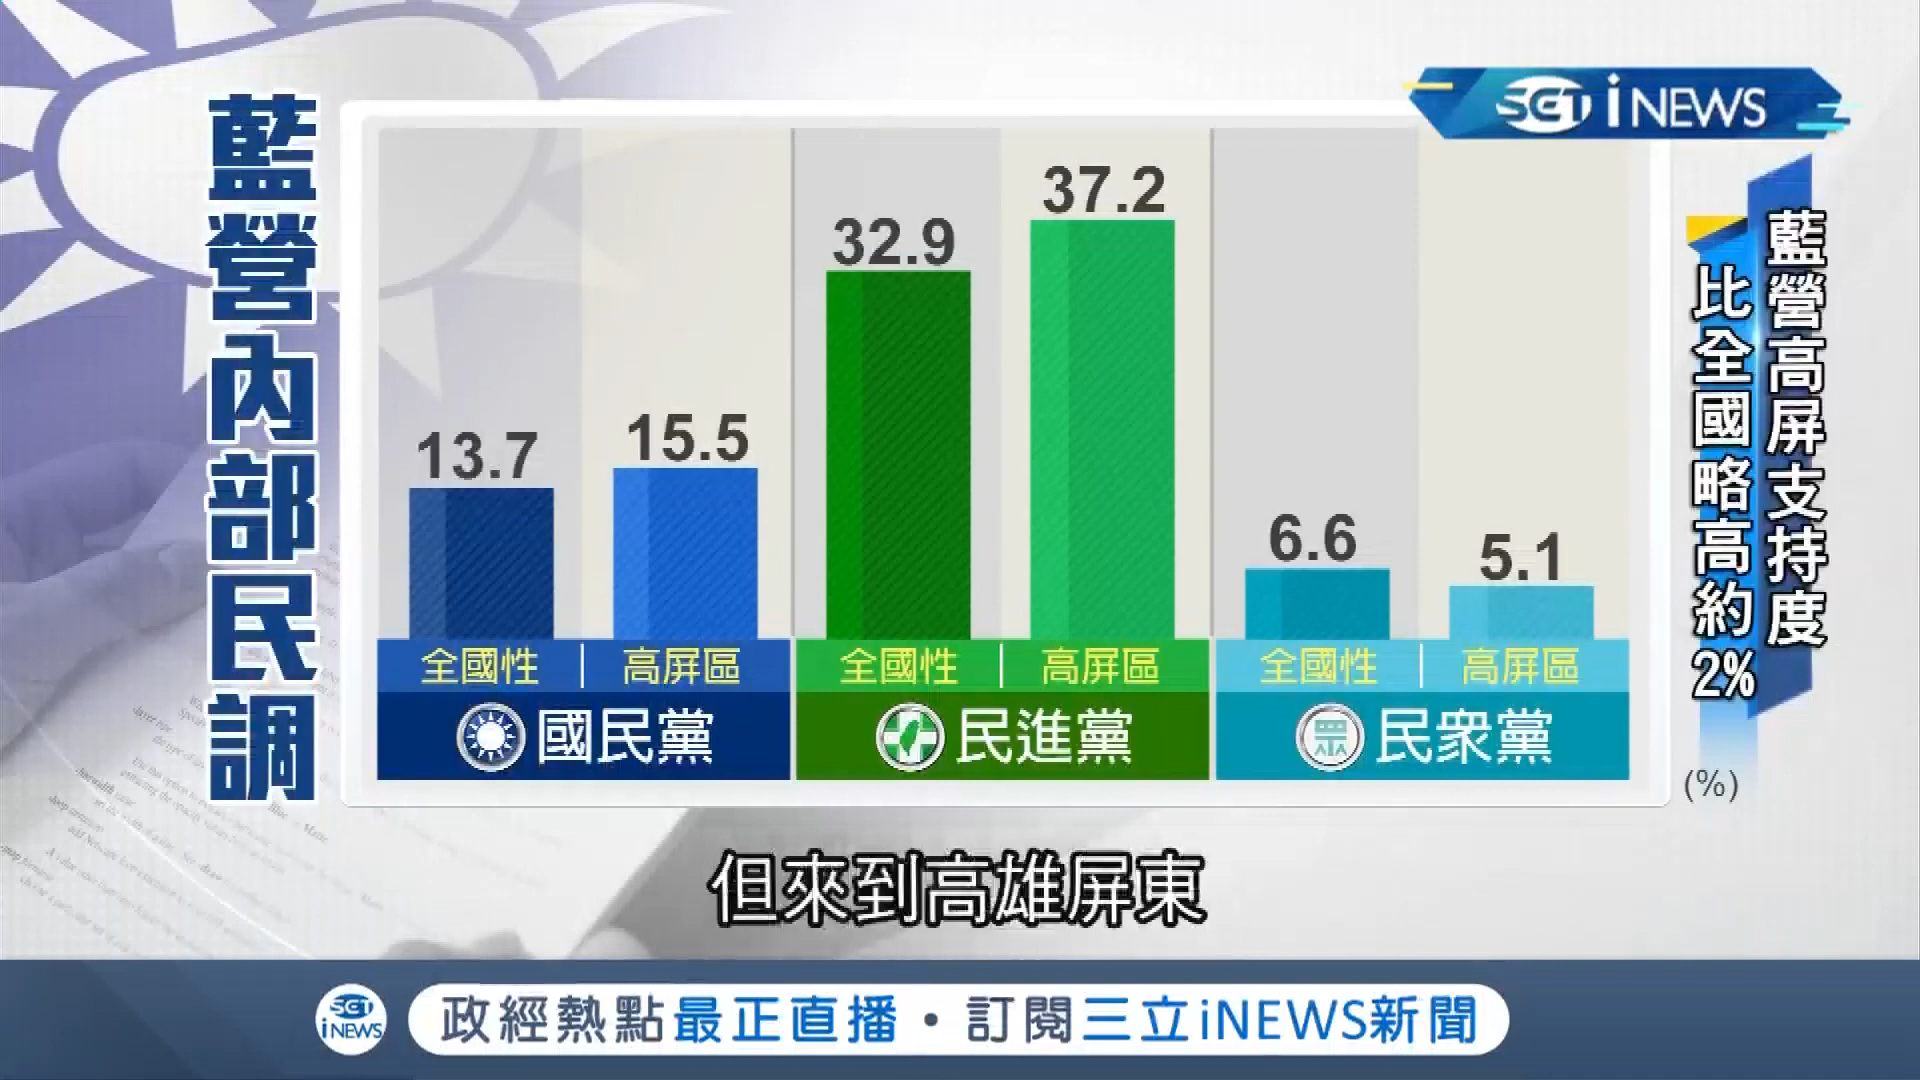 藍營內部民調
SET iNEWS
藍營高屏支持度
比全國略高約2%
13.7
15.5
32.9
37.2
6.6
5.1
全國性 | 高屏區
全國性 | 高屏區
全國性 | 高屏區
國民黨
民進黨
眾 民眾黨
(%)
但來到高雄屏東
SET iNEWS
政經熱點最正直播・訂閱三立iNEWS新聞